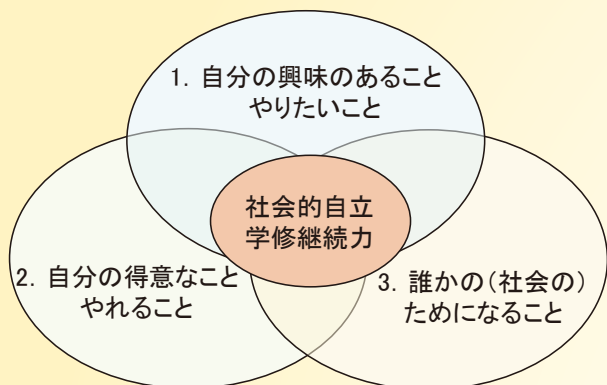 1. 自分の興味のあること
やりたいこと
社会的自立
学修継続力
2. 自分の得意なこと
やれること
3. 誰かの(社会の)
ためになること